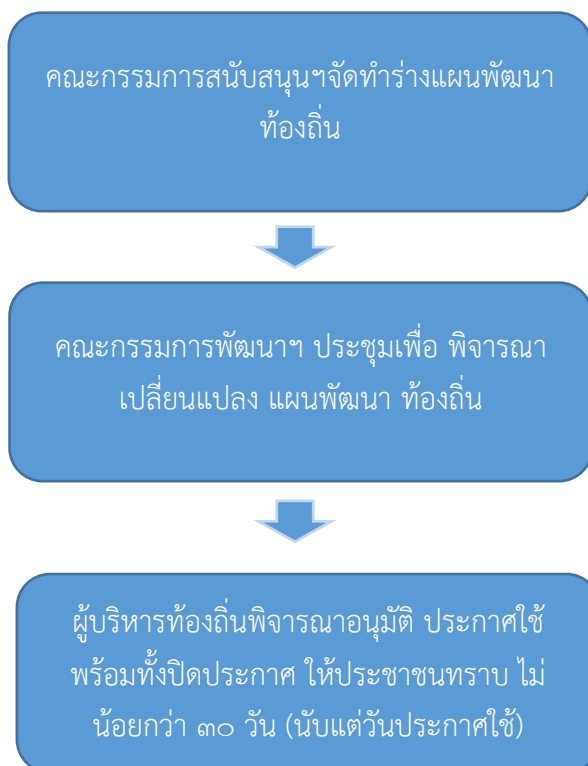 คณะกรรมการสนับสนุนฯจัดทำร่างแผนพัฒนา
ท้องถิ่น
คณะกรรมการพัฒนาฯ ประชุมเพื่อ พิจารณา
เปลี่ยนแปลง แผนพัฒนา ท้องถิ่น
ผู้บริหารท้องถิ่นพิจารณาอนุมัติ ประกาศใช้
พร้อมทั้งปิดประกาศ ให้ประชาชนทราบ ไม่
น้อยกว่า ๓๐ วัน (นับแต่วันประกาศใช้)